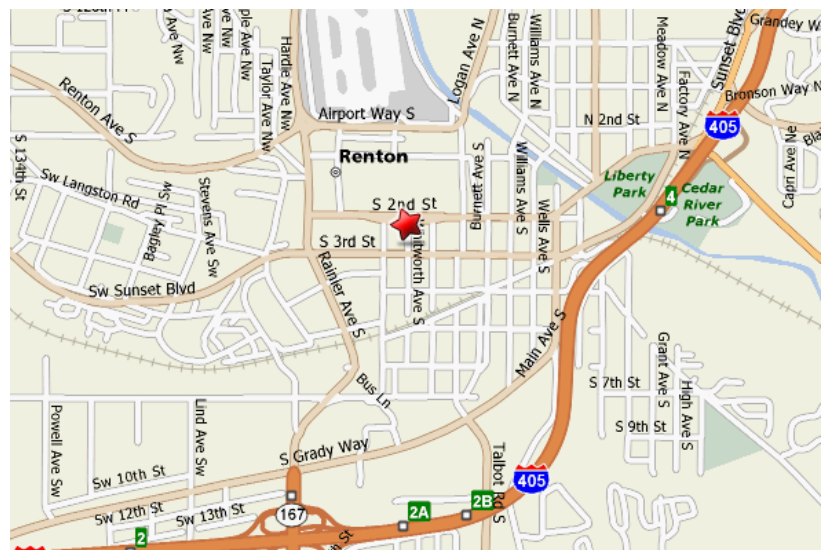 S 134th St
Renton Ave S
Taylor Ave NW
Hardie Ave NW
Logan Ave N
Burnett Ave N
Williams Ave N
Meadow Ave N
Factory Ave N
Sunset Blvd
Bronson Way N
Airport Way S
N 2nd St
405
Renton
Capri Ave Ne
Sw Langston Rd
Bagley Pl Sw
Stevens Ave Sw
S 2nd St
Burnett Ave S
Williams Ave S
Wells Ave S
Liberty
Park
4
Cedar
River
Park
S 3rd St
Whitworth Ave S
Rainier Ave S
Sw Sunset Blvd
Main Ave S
Grant Ave S
High Ave S
S 7th St
S 9th St
Bus Ln
Powell Ave Sw
Lind Ave Sw
S Grady Way
Talbot Rd S
Sw 10th St
Sw 12th St
Sw 13th St
405
167
2A
2B
2